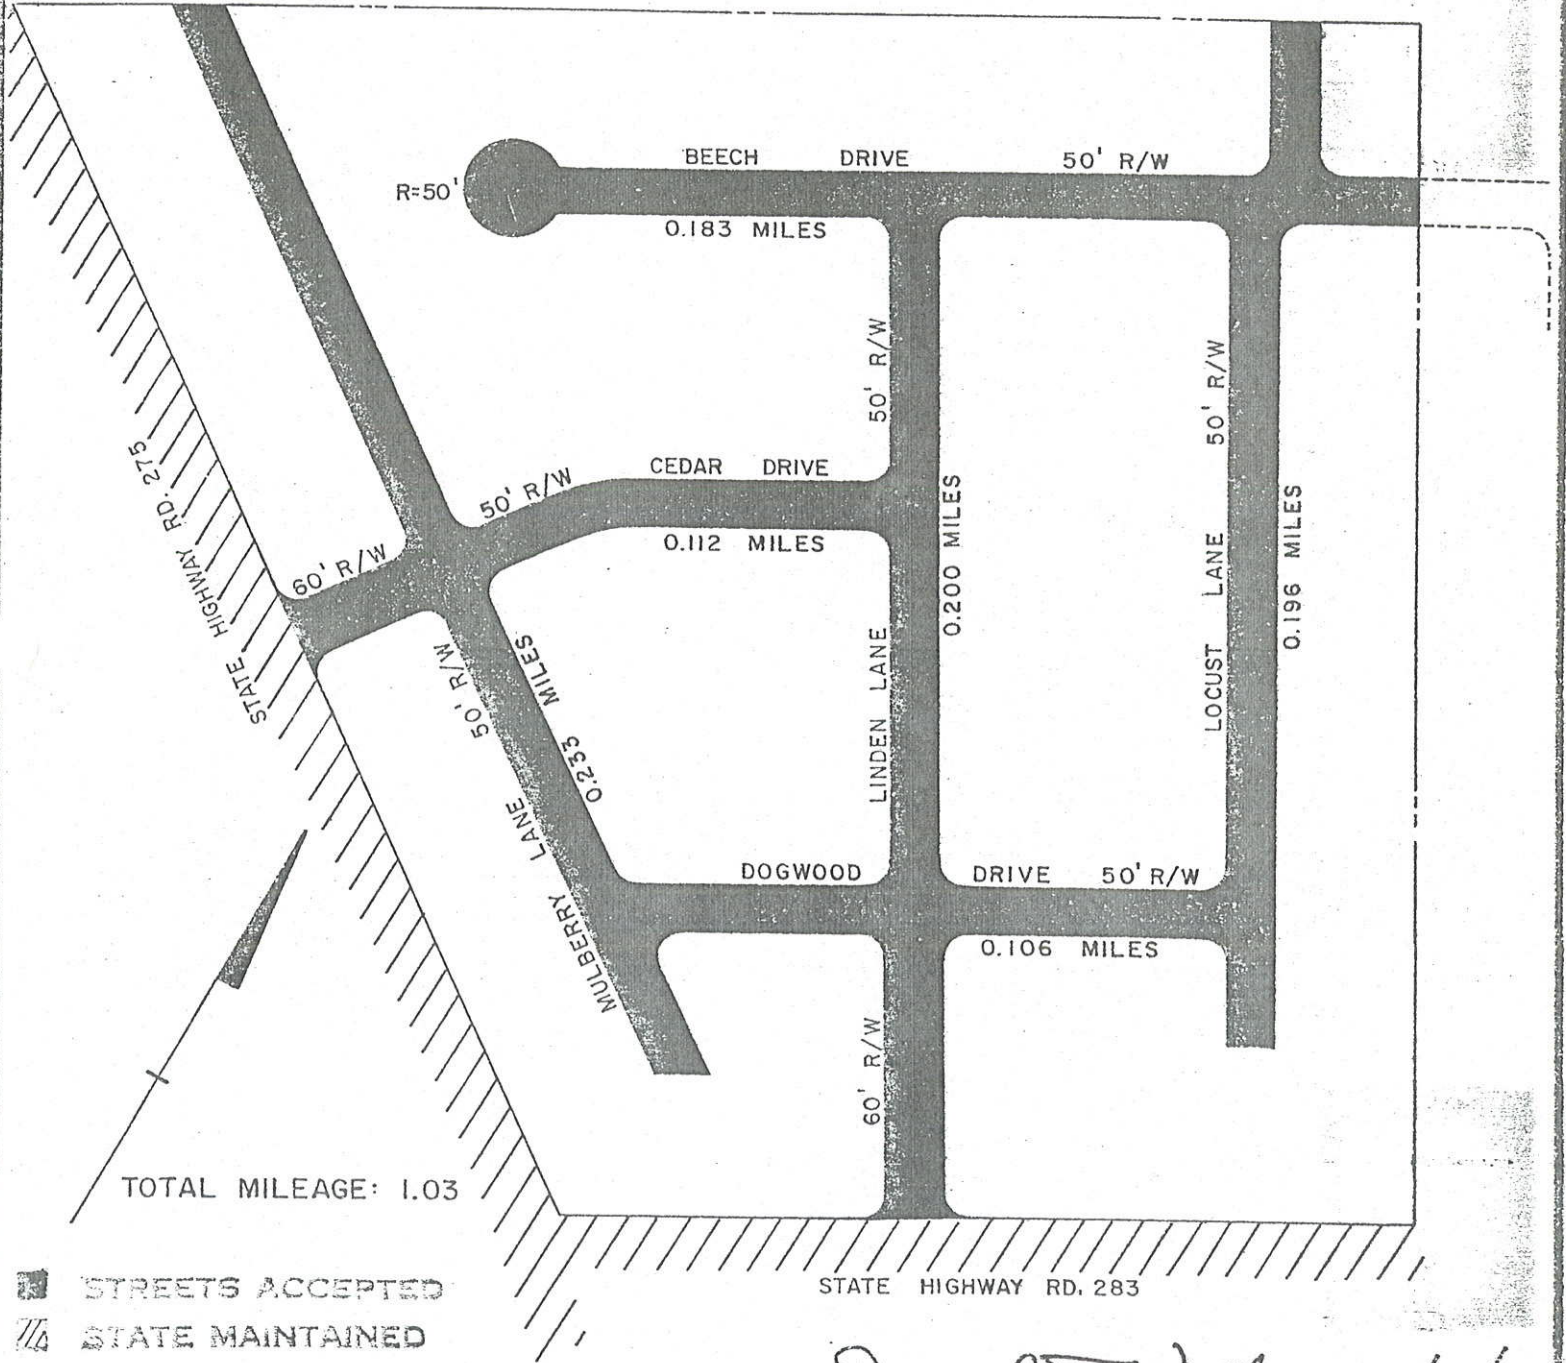 BEECH DRIVE 50' R/W
R=50'
0.183 MILES
50' R/W
50' R/W
CEDAR DRIVE
50' R/W
0.112 MILES
0.200 MILES
LINDEN LANE
LOCUST LANE
0.196 MILES
STATE HIGHWAY RD. 275
60' R/W
50' R/W
0.233 MILES
MULBERRY LANE
DOGWOOD DRIVE 50' R/W
0.106 MILES
60' R/W
TOTAL MILEAGE: 1.03
STREETS ACCEPTED
STATE MAINTAINED
STATE HIGHWAY RD. 283